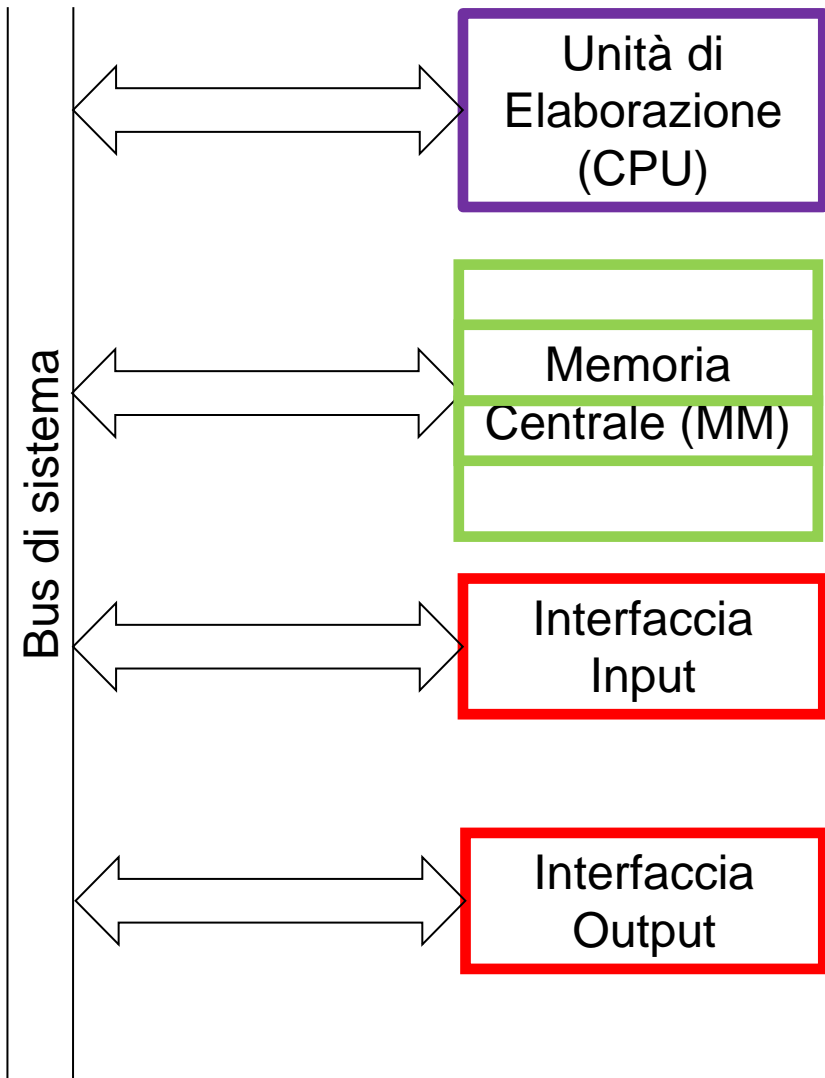 Unità di
Elaborazione
(CPU)
Memoria
Centrale (MM)
Bus di sistema
Interfaccia
Input
Interfaccia
Output